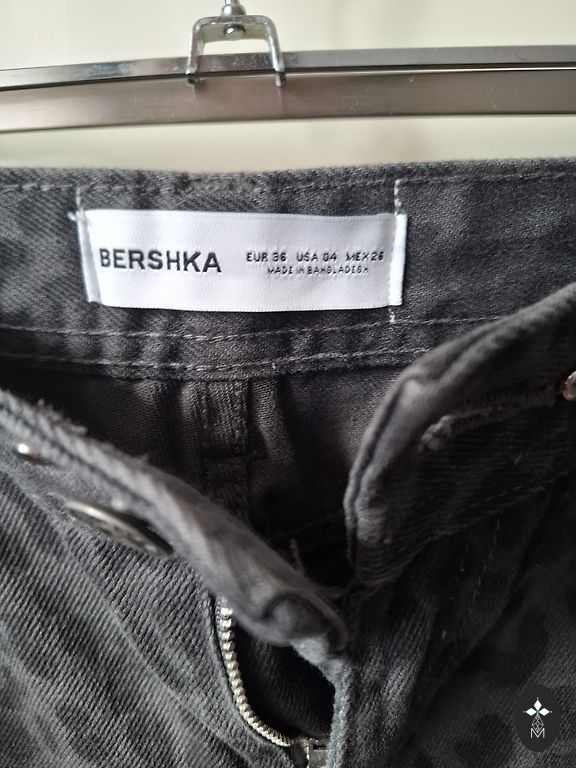 BERSHKA
EUR 36 USA 04 MEX 26
MADE IN BANGLADESH
M